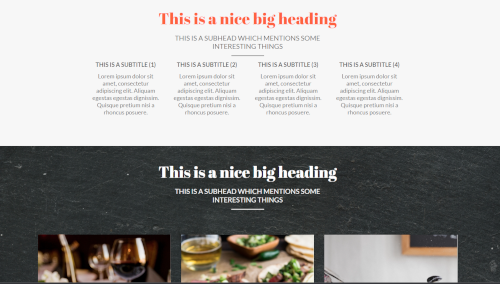 This is a nice big heading
THIS IS A SUBHEAD WHICH MENTIONS SOME
INTERESTING THINGS
THIS IS A SUBTITLE (1)
Lorem ipsum dolor sit
amet, consectetur
adipiscing elit. Aliquam
egestas egestas dignissim.
Quisque pretium nisi a
rhoncus posuere.
THIS IS A SUBTITLE (2)
Lorem ipsum dolor sit
amet, consectetur
adipiscing elit. Aliquam
egestas egestas dignissim.
Quisque pretium nisi a
rhoncus posuere.
THIS IS A SUBTITLE (3)
Lorem ipsum dolor sit
amet, consectetur
adipiscing elit. Aliquam
egestas egestas dignissim.
Quisque pretium nisi a
rhoncus posuere.
THIS IS A SUBTITLE (4)
Lorem ipsum dolor sit
amet, consectetur
adipiscing elit. Aliquam
egestas egestas dignissim.
Quisque pretium nisi a
rhoncus posuere.
This is a nice big heading
THIS IS A SUBHEAD WHICH MENTIONS SOME
INTERESTING THINGS